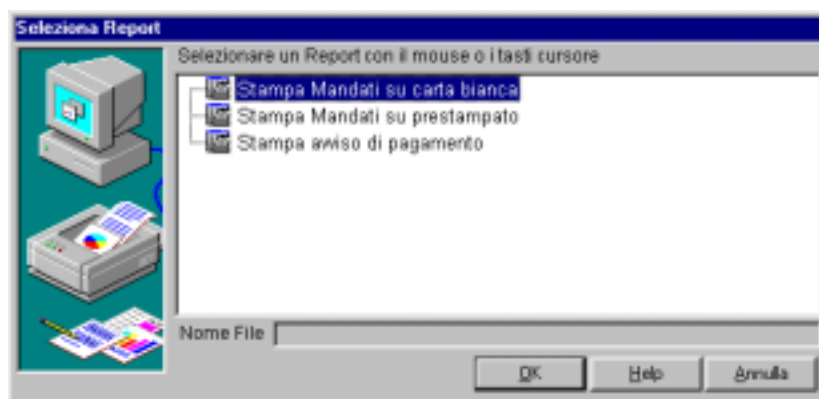 Seleziona Report
Selezionare un Report con il mouse o i tasti cursore
Stampa Mandati su carta bianca
Stampa Mandati su prestampato
Stampa avviso di pagamento
Nome File
OK Help Annulla